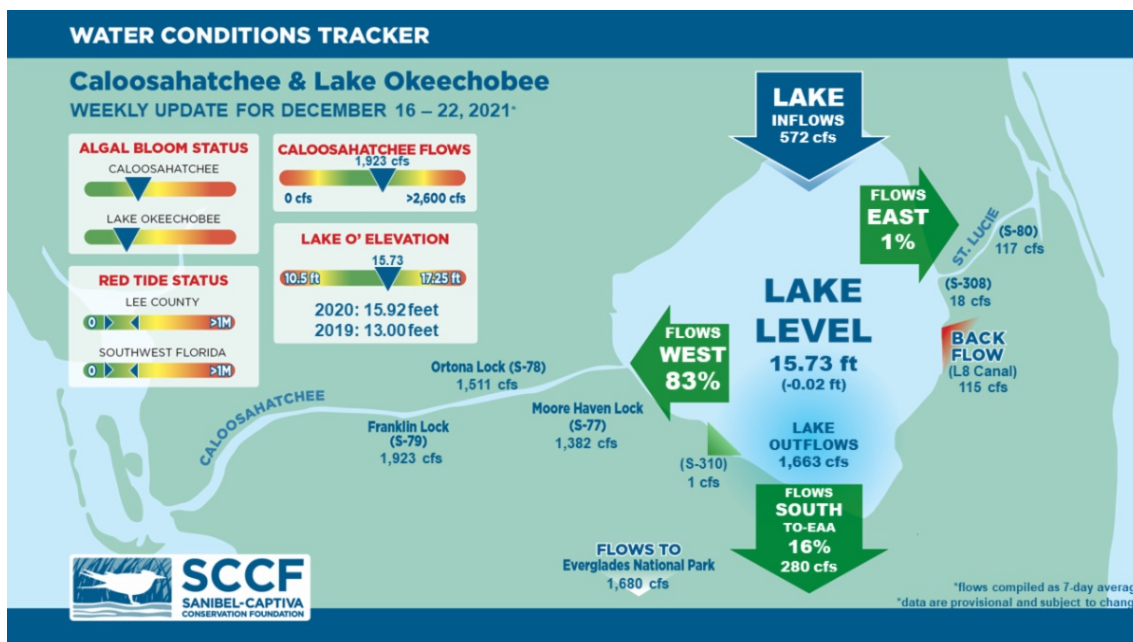 WATER CONDITIONS TRACKER
Caloosahatchee & Lake Okeechobee
WEEKLY UPDATE FOR DECEMBER 16 – 22, 2021*
ALGAL BLOOM STATUS
CALOOSAHATCHEE
LAKE OKEECHOBEE
RED TIDE STATUS
LEE COUNTY
0 >1M
SOUTHWEST FLORIDA
0 >1M
CALOOSAHATCHEE FLOWS
1,923 cfs
0 cfs >2,600 cfs
LAKE O' ELEVATION
15.73
10.5 ft 17.25 ft
2020: 15.92 feet
2019: 13.00 feet
LAKE
INFLOWS
572 cfs
FLOWS
EAST
1%
ST. LUCIE
(S-80)
117 cfs
(S-308)
18 cfs
BACK
FLOW
(L8 Canal)
115 cfs
LAKE
LEVEL
15.73 ft
(-0.02 ft)
FLOWS
WEST
83%
Ortona Lock (S-78)
1,511 cfs
CALOOSAHATCHEE
Franklin Lock
(S-79)
1,923 cfs
Moore Haven Lock
(S-77)
1,382 cfs
(S-310)
1 cfs
LAKE
OUTFLOWS
1,663 cfs
FLOWS
SOUTH
TO-EAA
16%
280 cfs
FLOWS TO
Everglades National Park
1,680 cfs
SCCF
SANIBEL-CAPTIVA
CONSERVATION FOUNDATION
*flows compiled as 7-day averag
*data are provisional and subject to chang